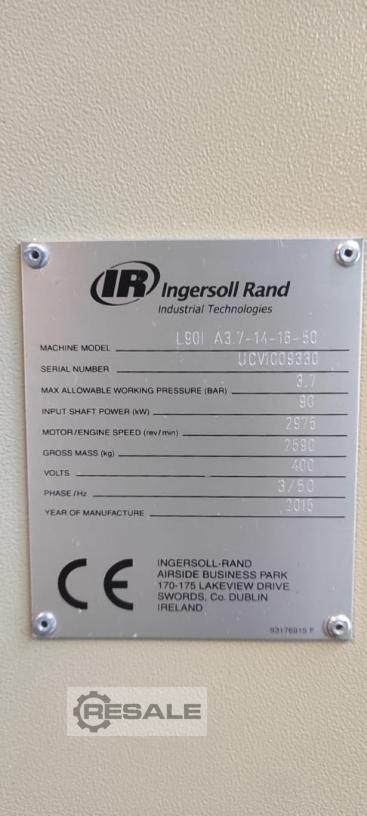 IR Ingersoll Rand
Industrial Technologies
MACHINE MODEL L90I A3.7-14-16-50
SERIAL NUMBER UCV1009330
MAX ALLOWABLE WORKING PRESSURE (BAR) 3.7
INPUT SHAFT POWER (kW) 90
MOTOR/ENGINE SPEED (rev/min) 2975
GROSS MASS (kg) 2590
VOLTS 400
PHASE/Hz 3/50
YEAR OF MANUFACTURE 2015
CE
INGERSOLL-RAND
AIRSIDE BUSINESS PARK
170-175 LAKEVIEW DRIVE
SWORDS, Co. DUBLIN
IRELAND
93176915 F
RESALE